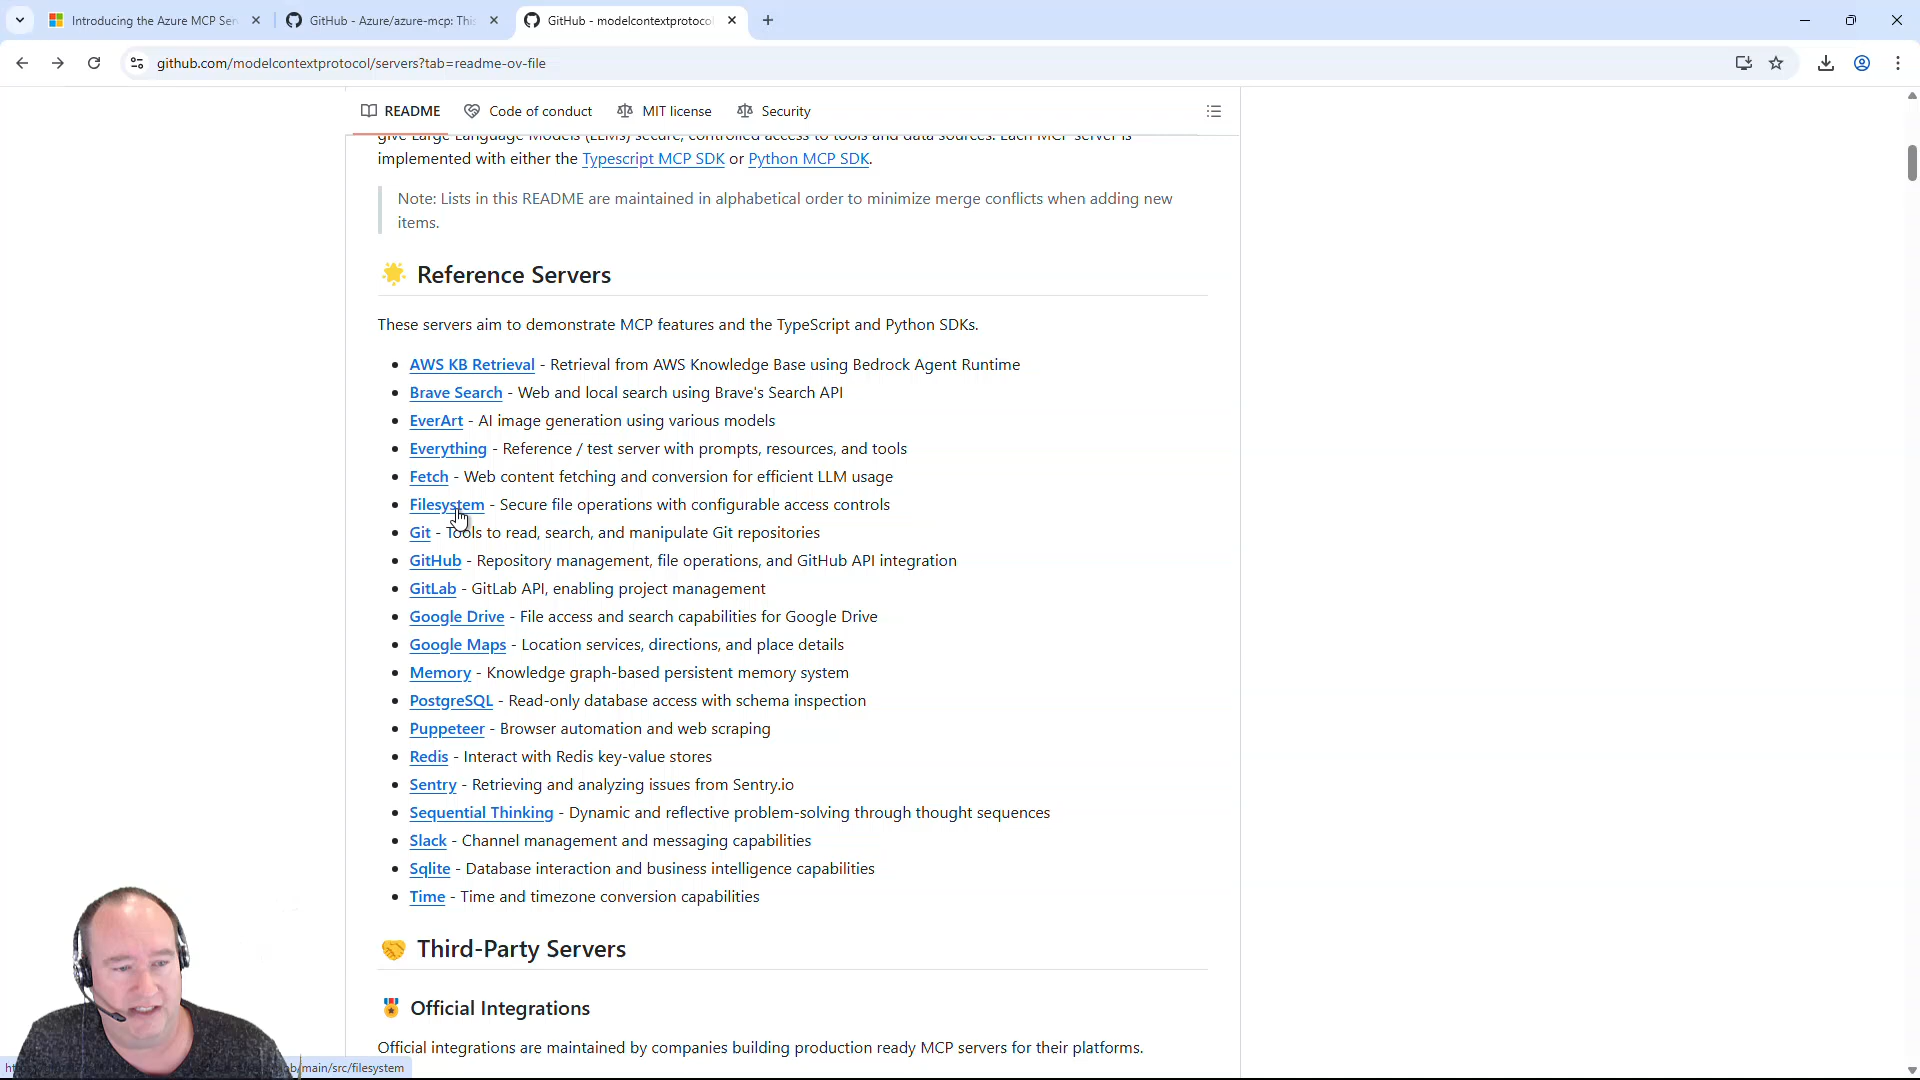 Introducing the Azure MCP Ser
GitHub - Azure/azure-mcp: This
GitHub - modelcontextprotocol
github.com/modelcontextprotocol/servers?tab=readme-ov-file
README
Code of conduct
MIT license
Security
give Large Language Models (LLMs) secure, controlled access to tools and data sources. Each MCP server is
implemented with either the Typescript MCP SDK or Python MCP SDK.
Note: Lists in this README are maintained in alphabetical order to minimize merge conflicts when adding new
items.
Reference Servers
These servers aim to demonstrate MCP features and the TypeScript and Python SDKs.
AWS KB Retrieval - Retrieval from AWS Knowledge Base using Bedrock Agent Runtime
Brave Search - Web and local search using Brave's Search API
EverArt - AI image generation using various models
Everything - Reference / test server with prompts, resources, and tools
Fetch - Web content fetching and conversion for efficient LLM usage
Filesystem - Secure file operations with configurable access controls
Git - Tools to read, search, and manipulate Git repositories
GitHub - Repository management, file operations, and GitHub API integration
GitLab - GitLab API, enabling project management
Google Drive - File access and search capabilities for Google Drive
Google Maps - Location services, directions, and place details
Memory - Knowledge graph-based persistent memory system
PostgreSQL - Read-only database access with schema inspection
Puppeteer - Browser automation and web scraping
Redis - Interact with Redis key-value stores
Sentry - Retrieving and analyzing issues from Sentry.io
Sequential Thinking - Dynamic and reflective problem-solving through thought sequences
Slack - Channel management and messaging capabilities
Sqlite - Database interaction and business intelligence capabilities
Time - Time and timezone conversion capabilities
Third-Party Servers
Official Integrations
Official integrations are maintained by companies building production ready MCP servers for their platforms.
b/main/src/filesystem